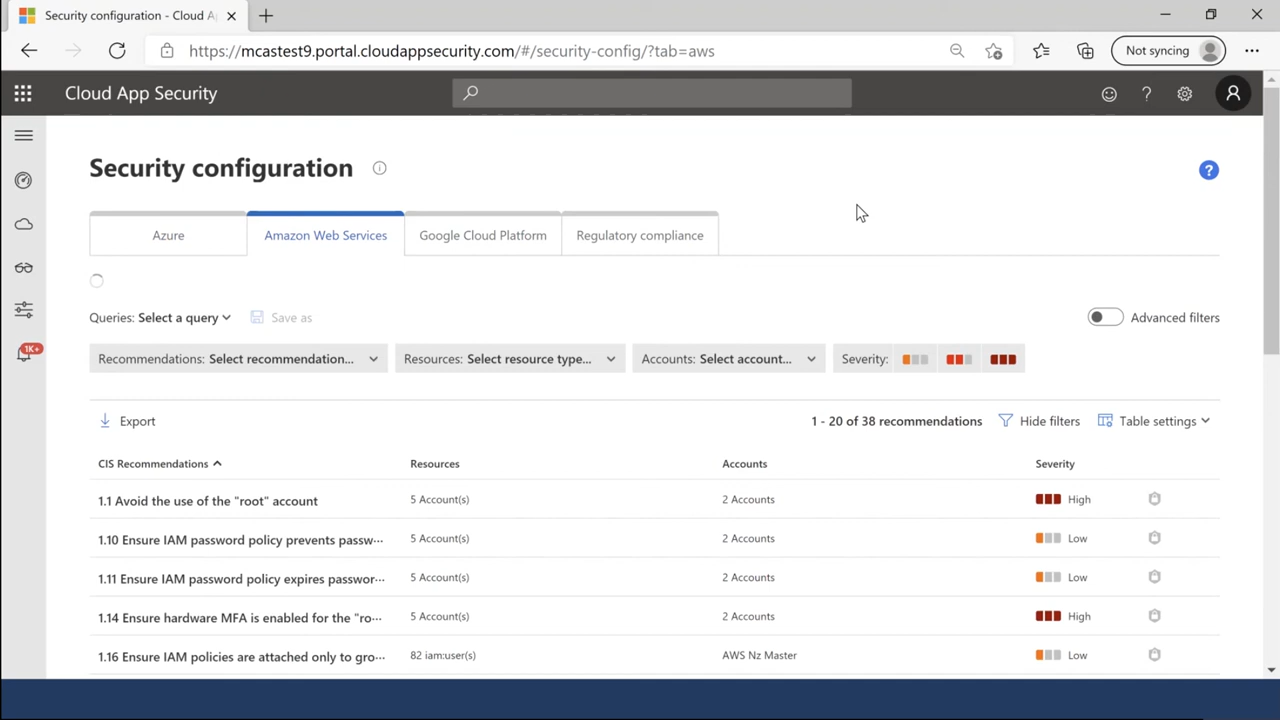 Security configuration - Cloud A
https://mcastest9.portal.cloudappsecurity.com/#/security-config/?tab=aws
Not syncing
Cloud App Security
?
Security configuration
?
Azure
Amazon Web Services
Google Cloud Platform
Regulatory compliance
Queries: Select a query
Save as
Advanced filters
Recommendations: Select recommendation...
Resources: Select resource type...
Accounts: Select account...
Severity:
1K+
Export
1 - 20 of 38 recommendations
Hide filters
Table settings
CIS Recommendations Resources Accounts Severity
1.1 Avoid the use of the "root" account 5 Account(s) 2 Accounts High
1.10 Ensure IAM password policy prevents passw... 5 Account(s) 2 Accounts Low
1.11 Ensure IAM password policy expires passwor... 5 Account(s) 2 Accounts Low
1.14 Ensure hardware MFA is enabled for the "ro... 5 Account(s) 2 Accounts High
1.16 Ensure IAM policies are attached only to gro... 82 iam:user(s) AWS Nz Master Low